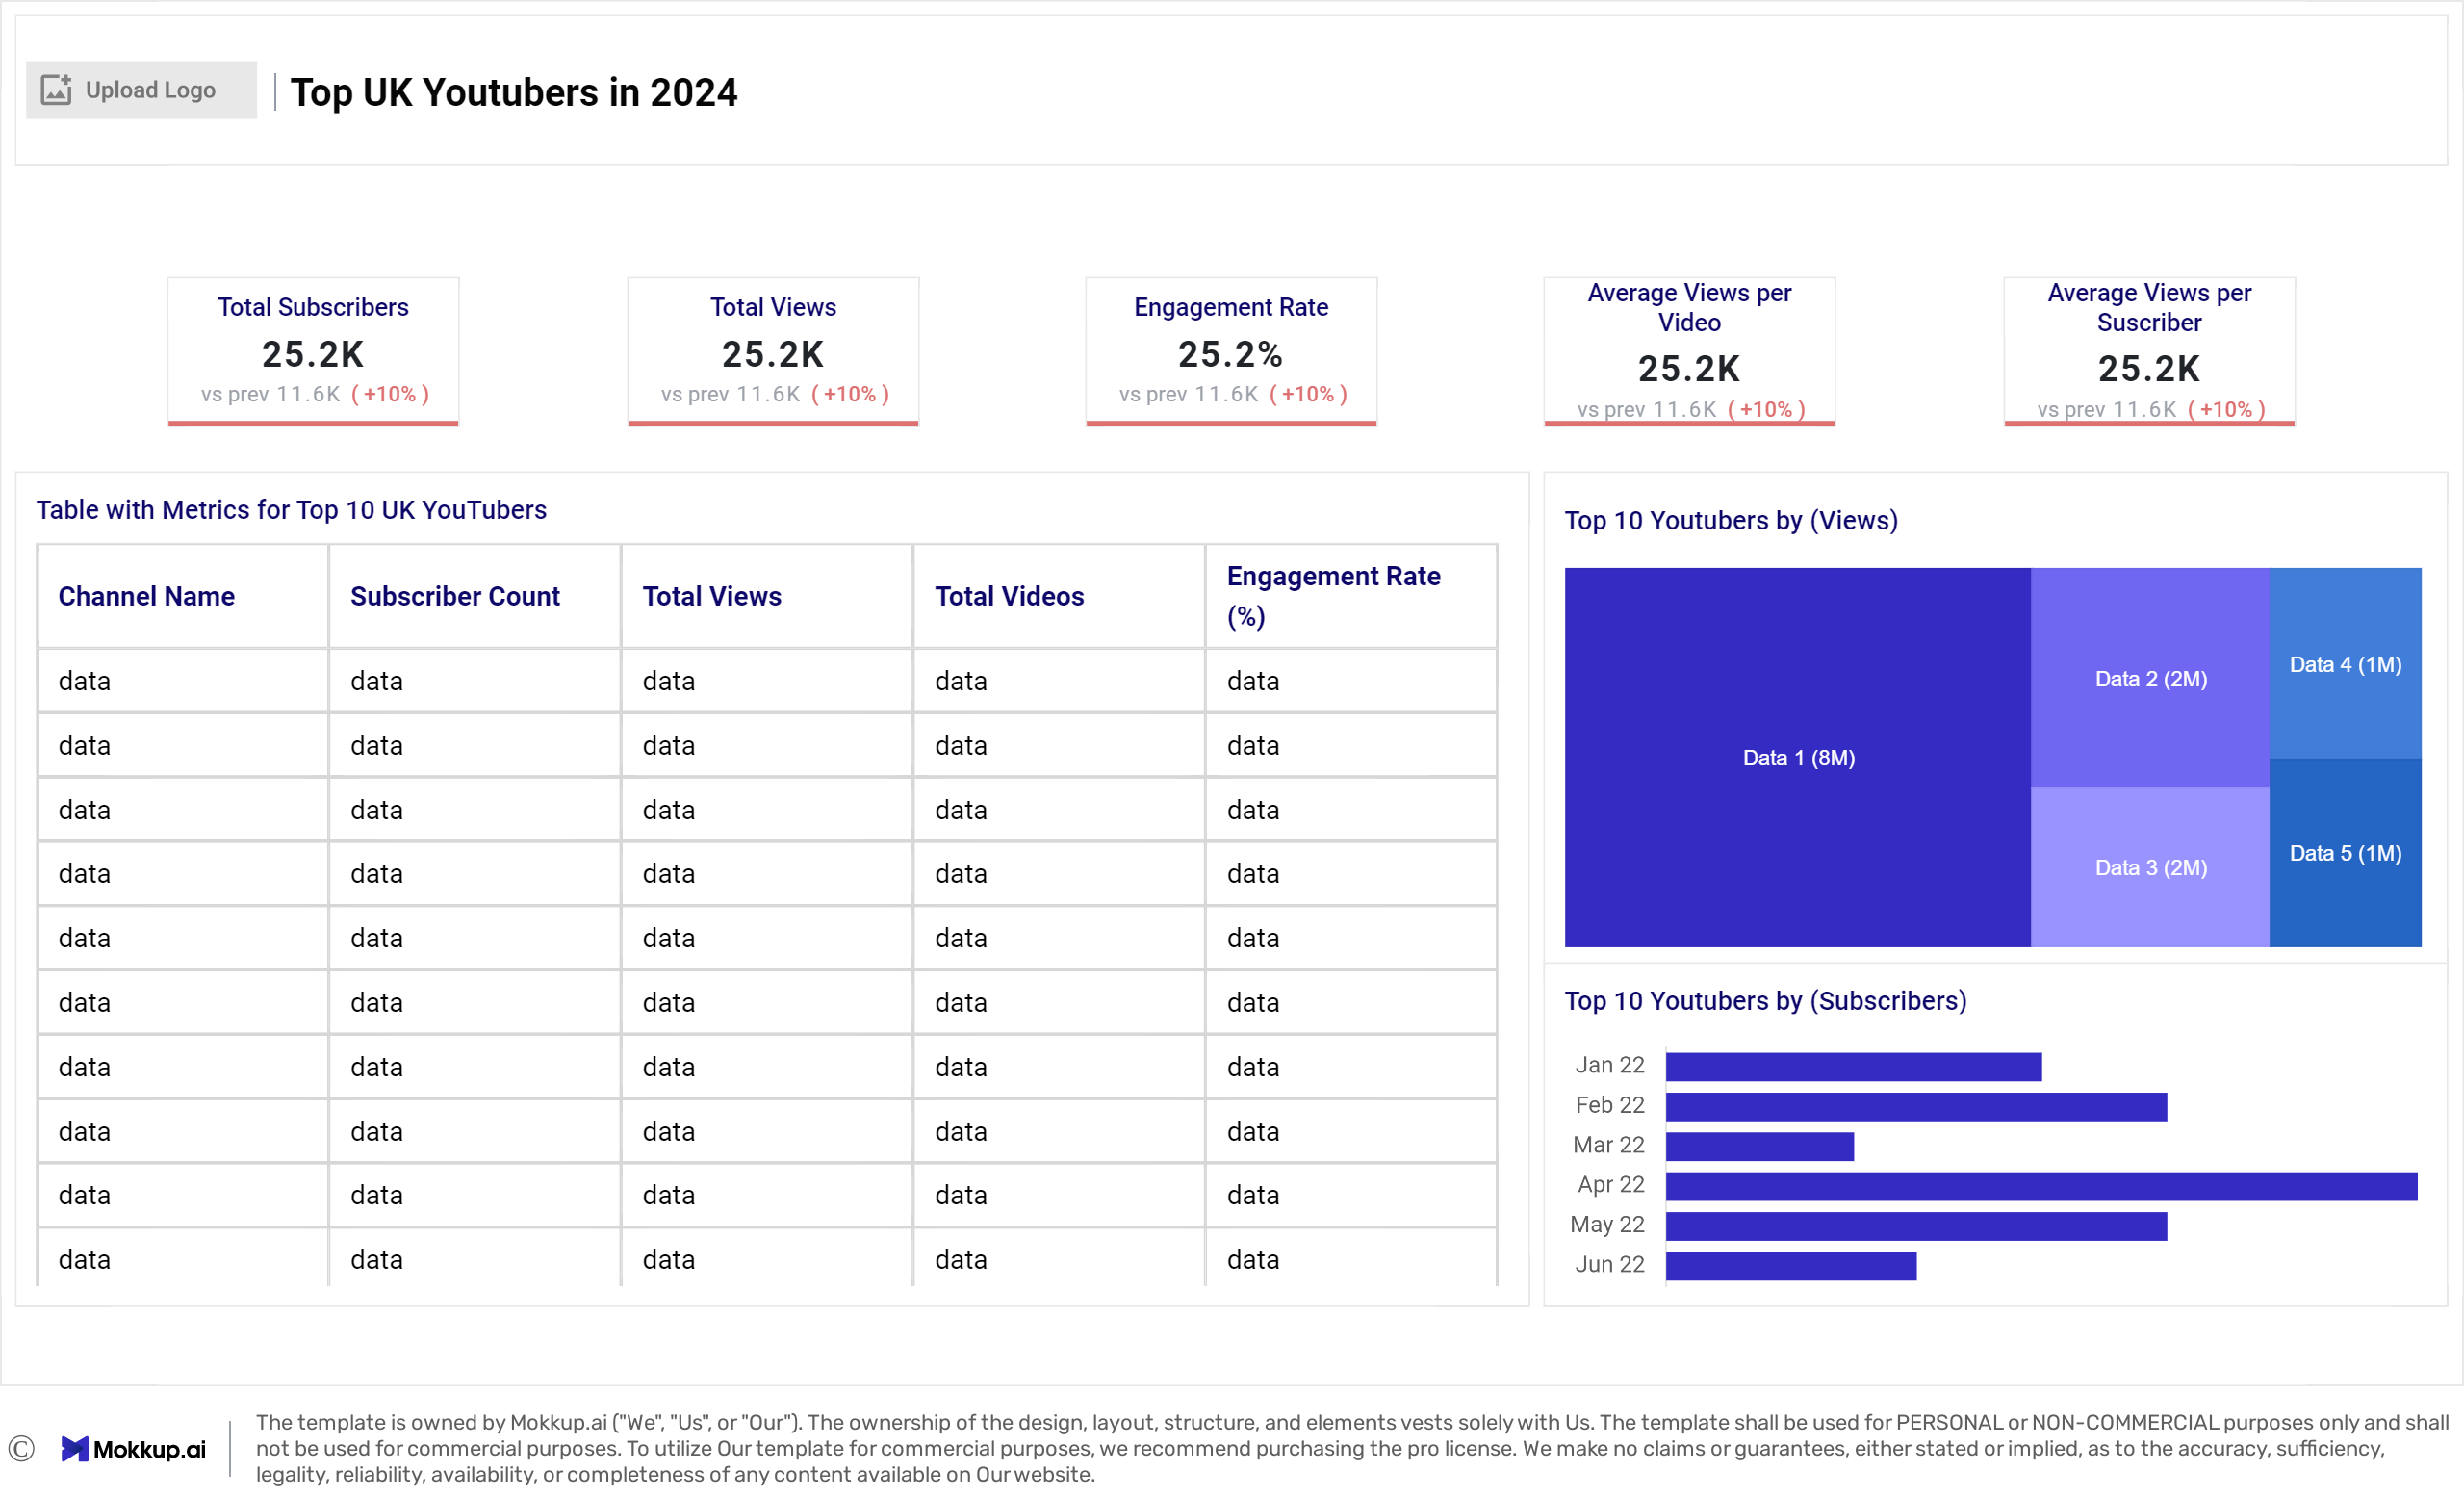 Upload Logo
Top UK Youtubers in 2024
Total Subscribers
25.2K
vs prev 11.6K ( +10% )
Total Views
25.2K
vs prev 11.6K ( +10% )
Engagement Rate
25.2%
vs prev 11.6K ( +10% )
Average Views per
Video
25.2K
vs prev 11.6K ( +10% )
Average Views per
Suscriber
25.2K
vs prev 11.6K ( +10% )
Table with Metrics for Top 10 UK YouTubers
Channel Name Subscriber Count Total Views Total Videos Engagement Rate
(%)
data data data data data
data data data data data
data data data data data
data data data data data
data data data data data
data data data data data
data data data data data
data data data data data
data data data data data
data data data data data
Top 10 Youtubers by (Views)
Data 1 (8M)
Data 2 (2M)
Data 3 (2M)
Data 4 (1M)
Data 5 (1M)
Top 10 Youtubers by (Subscribers)
Jan 22
Feb 22
Mar 22
Apr 22
May 22
Jun 22
© Mokkup.ai
The template is owned by Mokkup.ai ("We", "Us", or "Our"). The ownership of the design, layout, structure, and elements vests solely with Us. The template shall be used for PERSONAL or NON-COMMERCIAL purposes only and shall
not be used for commercial purposes. To utilize Our template for commercial purposes, we recommend purchasing the pro license. We make no claims or guarantees, either stated or implied, as to the accuracy, sufficiency,
legality, reliability, availability, or completeness of any content available on Our website.